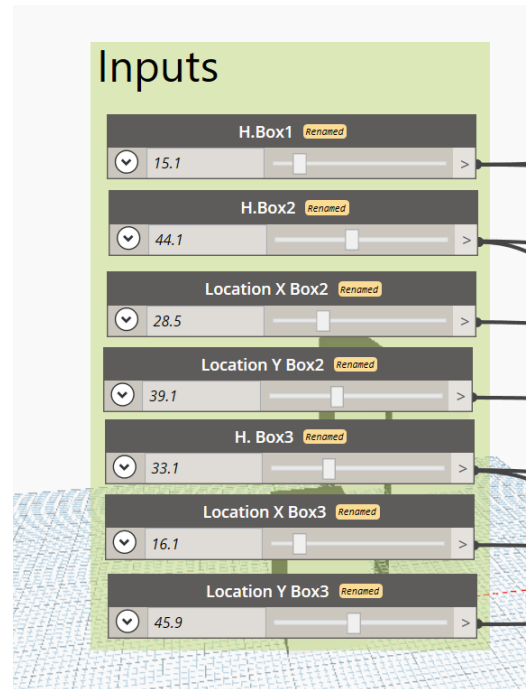 Inputs
H.Box1 Renamed
15.1 >
H.Box2 Renamed
44.1 >
Location X Box2 Renamed
28.5 >
Location Y Box2 Renamed
39.1 >
H. Box3 Renamed
33.1 >
Location X Box3 Renamed
16.1 >
Location Y Box3 Renamed
45.9 >